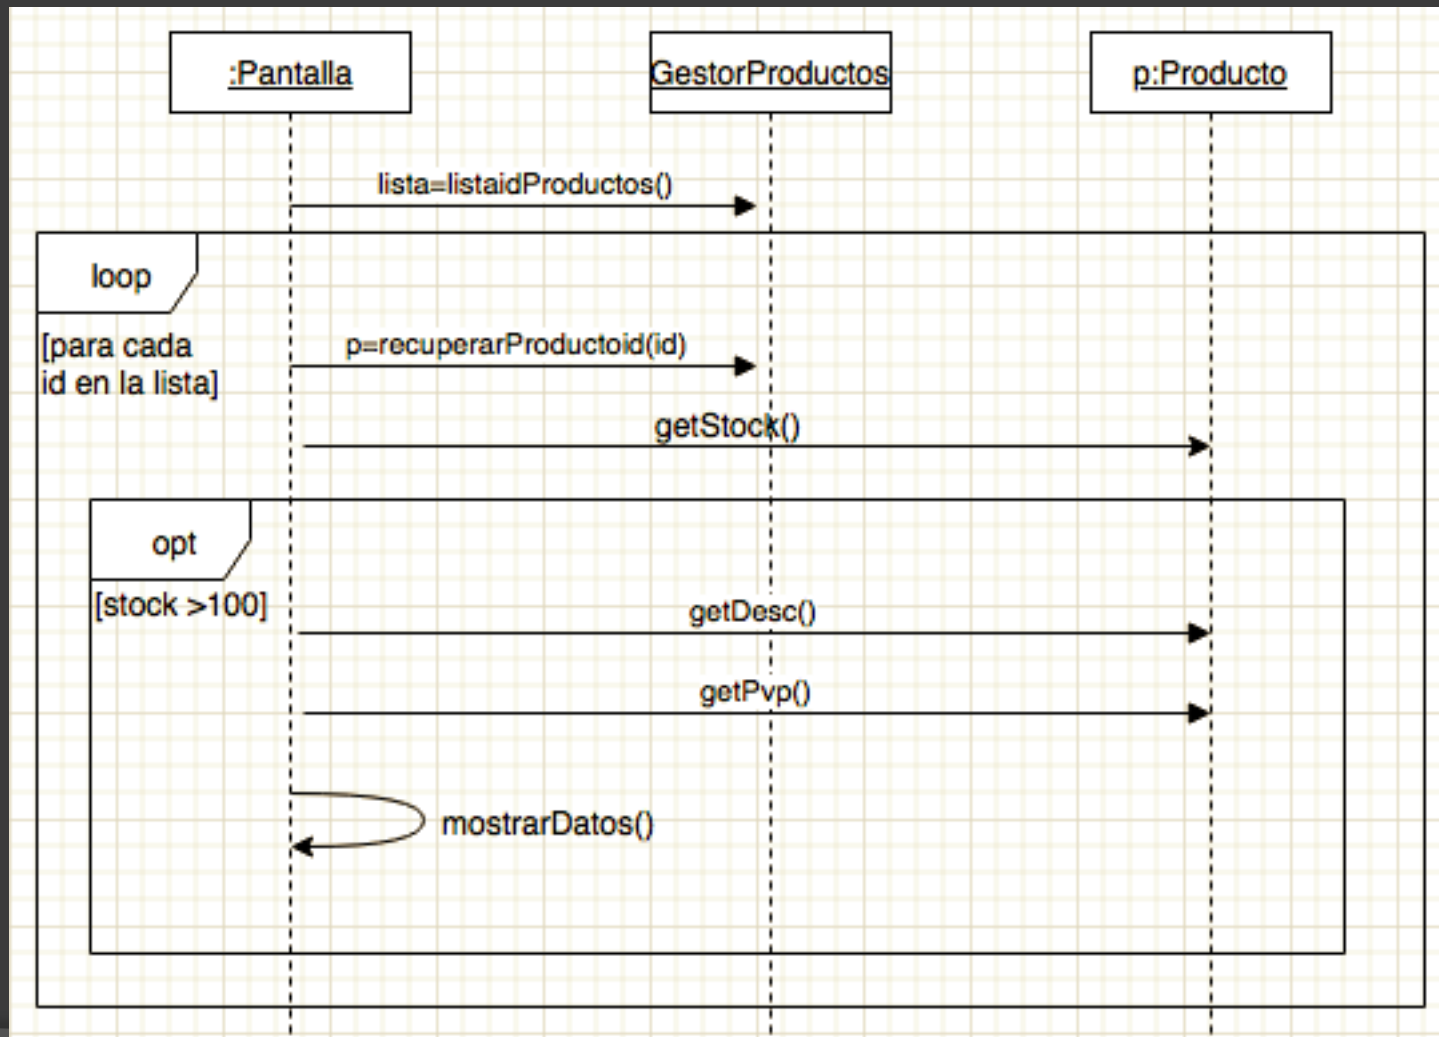 :Pantalla
GestorProductos
p:Producto
lista=listaidProductos()
loop
[para cada
id en la lista]
p=recuperarProductoid(id)
getStock()
opt
[stock >100]
getDesc()
getPvp()
mostrarDatos()